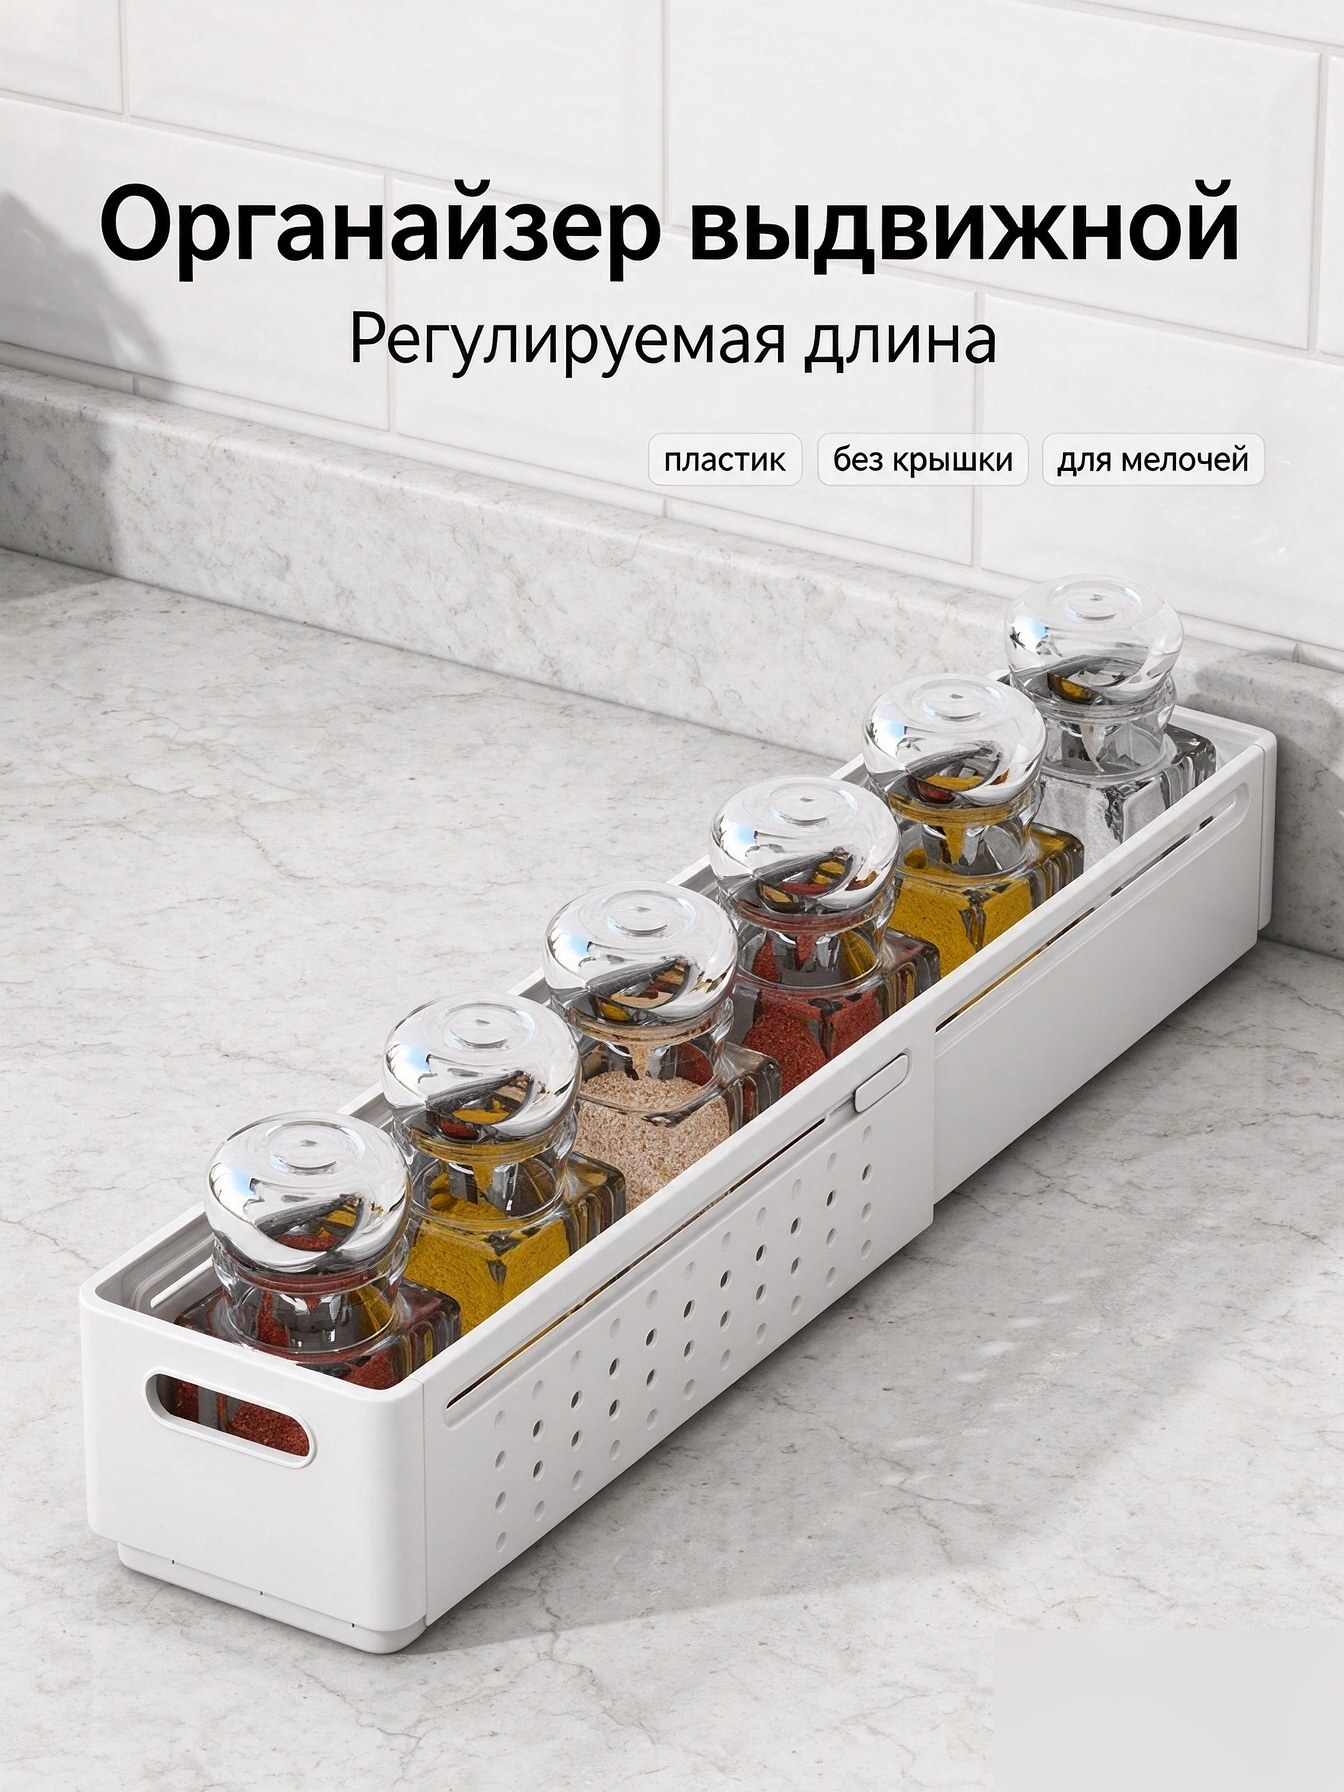 Органайзер выдвижной
Регулируемая длина
пластик без крышки для мелочей